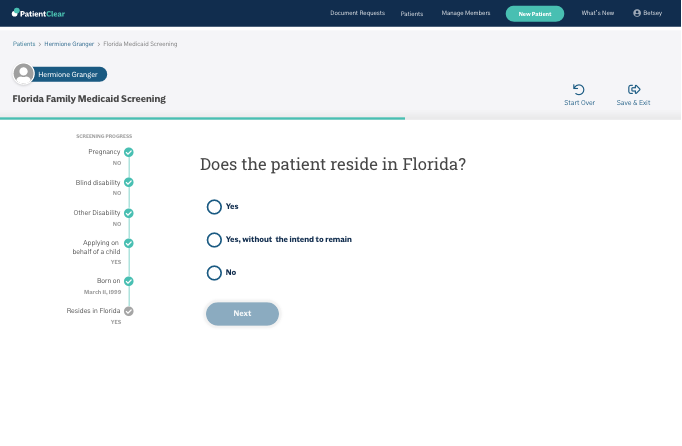 PatientClear
Document Requests Patients Manage Members New Patient What's New Betsey
Patients > Hermione Granger > Florida Medicaid Screening
Hermione Granger
Florida Family Medicaid Screening
Start Over Save & Exit
SCREENING PROGRESS
Pregnancy
NO
Blind disability
NO
Other Disability
NO
Applying on
behalf of a child
YES
Born on
March 11, 1999
Resides in Florida
YES
Does the patient reside in Florida?
Yes
Yes, without the intend to remain
No
Next